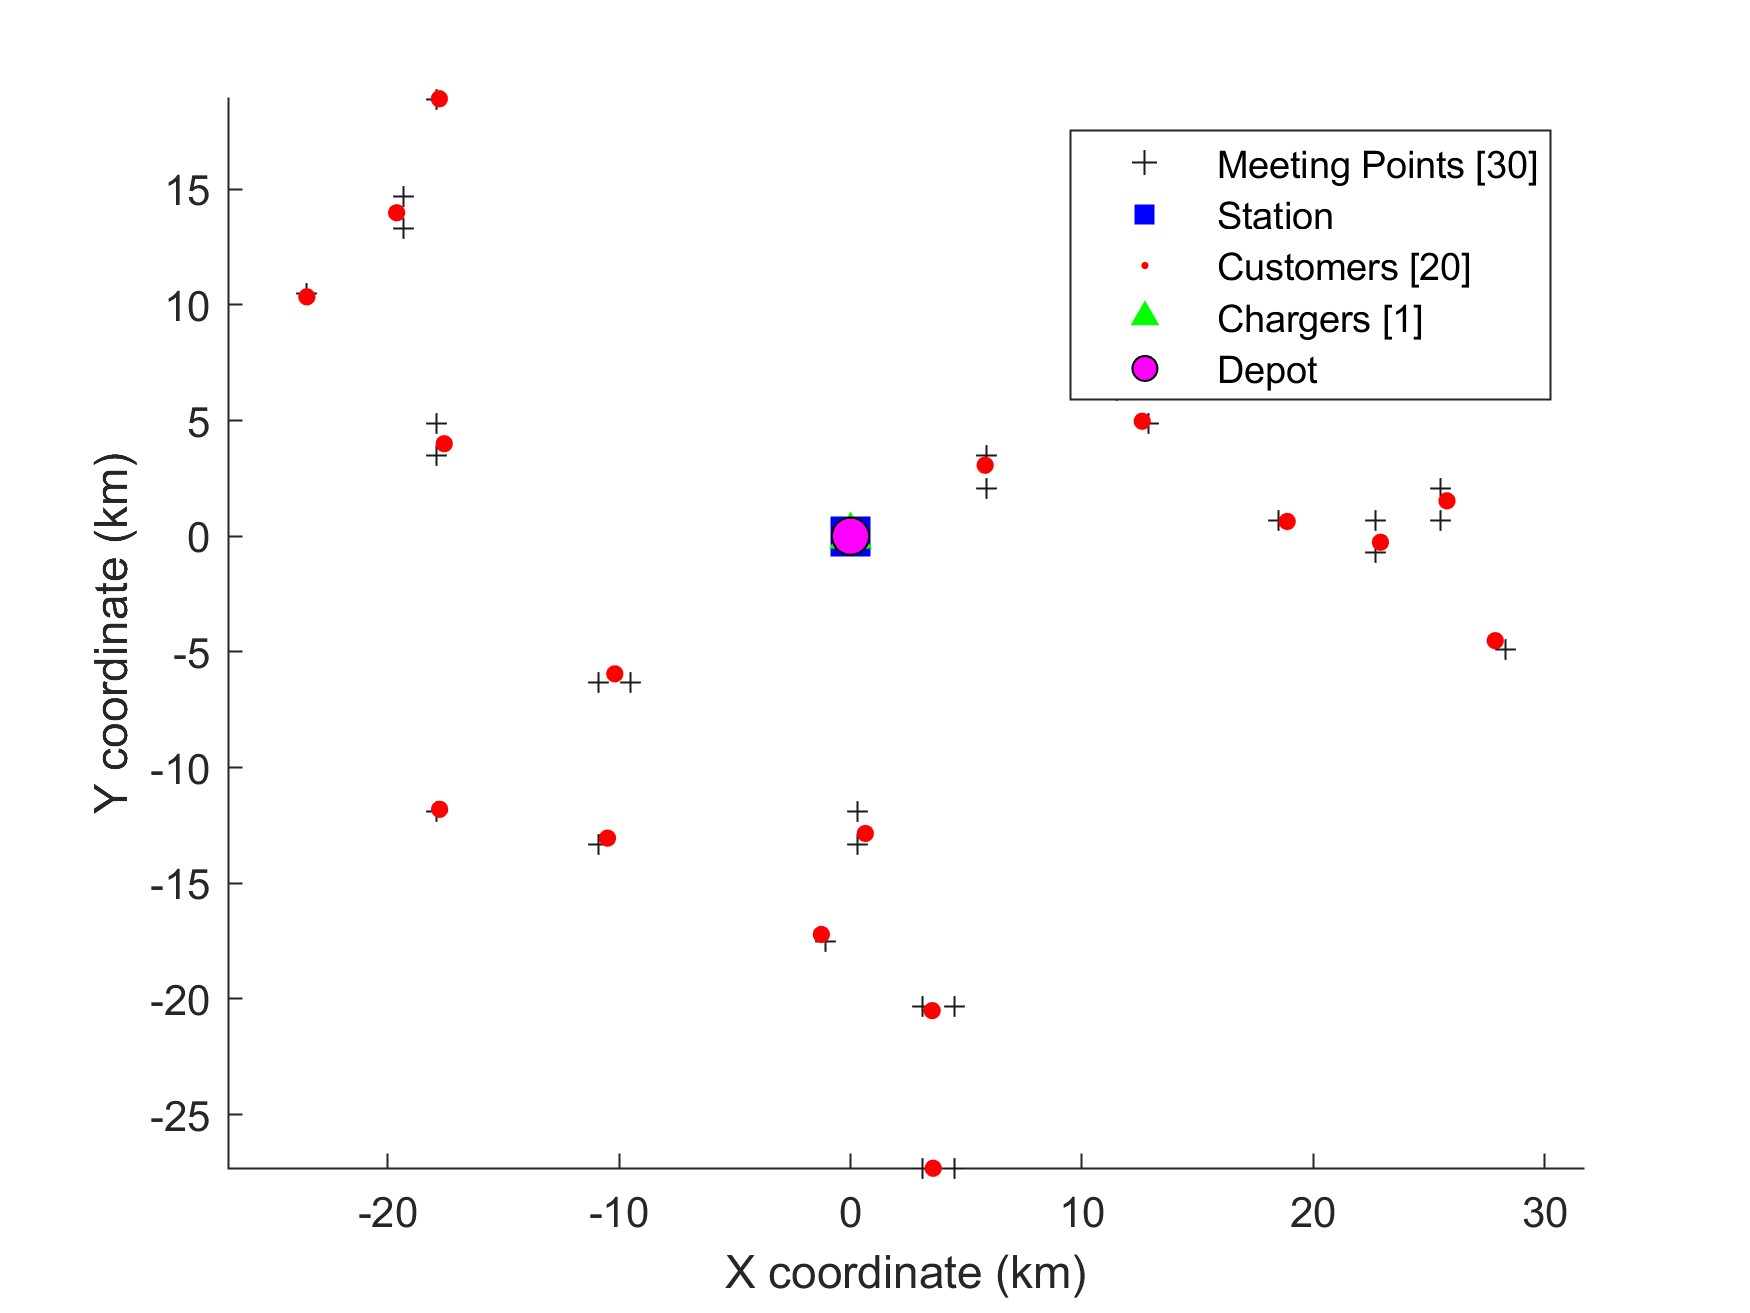 Meeting Points [30]
Station
Customers [20]
Chargers [1]
Depot
15
10
5
0
-5
-10
-15
-20
-25
Y coordinate (km)
-20
-10
0
10
20
30
X coordinate (km)